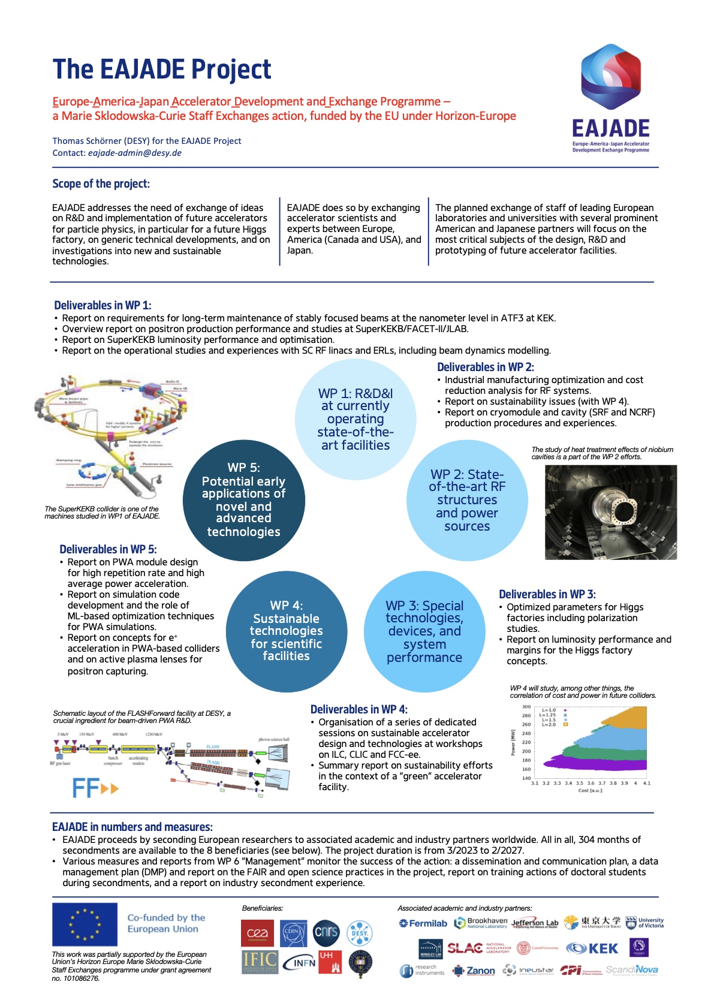 The EAJADE Project
Europe-America-Japan Accelerator Development and Exchange Programme –
a Marie Sklodowska-Curie Staff Exchanges action, funded by the EU under Horizon-Europe
Thomas Schörner (DESY) for the EAJADE Project
Contact: eajade-admin@desy.de
EAJADE
Europe-America-Japan Accelerator
Development Exchange Programme
Scope of the project:
EAJADE addresses the need of exchange of ideas
on R&D and implementation of future accelerators
for particle physics, in particular for a future Higgs
factory, on generic technical developments, and on
investigations into new and sustainable
technologies.
EAJADE does so by exchanging
accelerator scientists and
experts between Europe,
America (Canada and USA), and
Japan.
The planned exchange of staff of leading European
laboratories and universities with several prominent
American and Japanese partners will focus on the
most critical subjects of the design, R&D and
prototyping of future accelerator facilities.
Deliverables in WP 1:
• Report on requirements for long-term maintenance of stably focused beams at the nanometer level in ATF3 at KEK.
• Overview report on positron production performance and studies at SuperKEKB/FACET-II/JLAB.
• Report on SuperKEKB luminosity performance and optimisation.
• Report on the operational studies and experiences with SC RF linacs and ERLs, including beam dynamics modelling.
Deliverables in WP 2:
• Industrial manufacturing optimization and cost
reduction analysis for RF systems.
• Report on sustainability issues (with WP 4).
• Report on cryomodule and cavity (SRF and NCRF)
production procedures and experiences.
WP 1: R&D&I
at currently
operating
state-of-the-
art facilities
Damping ring
Positron source
Low emittance gun
The SuperKEKB collider is one of the
machines studied in WP1 of EAJADE.
WP 5:
Potential early
applications of
novel and
advanced
technologies
WP 2: State-
of-the-art RF
structures
and power
sources
The study of heat treatment effects of niobium
cavities is a part of the WP 2 efforts.
Deliverables in WP 5:
• Report on PWA module design
for high repetition rate and high
average power acceleration.
• Report on simulation code
development and the role of
ML-based optimization techniques
for PWA simulations.
• Report on concepts for e⁺
acceleration in PWA-based colliders
and on active plasma lenses for
positron capturing.
WP 4:
Sustainable
technologies
for scientific
facilities
WP 3: Special
technologies,
devices, and
system
performance
Deliverables in WP 3:
• Optimized parameters for Higgs
factories including polarization
studies.
• Report on luminosity performance and
margins for the Higgs factory
concepts.
WP 4 will study, among other things, the
correlation of cost and power in future colliders.
Schematic layout of the FLASHForward facility at DESY, a
crucial ingredient for beam-driven PWA R&D.
5 MeV 150 MeV 450 MeV 1250 MeV
photon science hall
FLASH
RF gun laser
bunch
compressor
accelerating
module
FLASH
FF
Deliverables in WP 4:
• Organisation of a series of dedicated
sessions on sustainable accelerator
design and technologies at workshops
on ILC, CLIC and FCC-ee.
• Summary report on sustainability efforts
in the context of a “green” accelerator
facility.
L=1.0
L=1.25
L=1.5
L=2.0
Power [MW]
300
280
260
240
220
200
180
160
140
3.1 3.2 3.3 3.4 3.5 3.6 3.7 3.8 3.9 4 4.1
Cost [a.u.]
EAJADE in numbers and measures:
• EAJADE proceeds by seconding European researchers to associated academic and industry partners worldwide. All in all, 304 months of
secondments are available to the 8 beneficiaries (see below). The project duration is from 3/2023 to 2/2027.
• Various measures and reports from WP 6 “Management” monitor the success of the action: a dissemination and communication plan, a data
management plan (DMP) and report on the FAIR and open science practices in the project, report on training actions of doctoral students
during secondments, and a report on industry secondment experience.
Co-funded by the
European Union
This work was partially supported by the European
Union's Horizon Europe Marie Sklodowska-Curie
Staff Exchanges programme under grant agreement
no. 101086276.
Beneficiaries:
cea CERN cnrs DESY.
IFIC INFN UHH
Associated academic and industry partners:
Fermilab Brookhaven National Laboratory Jefferson Lab Exploring the Nature of Matter 東京大学 THE UNIVERSITY OF TOKYO University of Victoria
BERKELEY LAB SLAC NATIONAL ACCELERATOR LABORATORY Cornell University KEK TOHOKU
research instruments Zanon ineustar CPI Communications & Power Industries ScandiNova